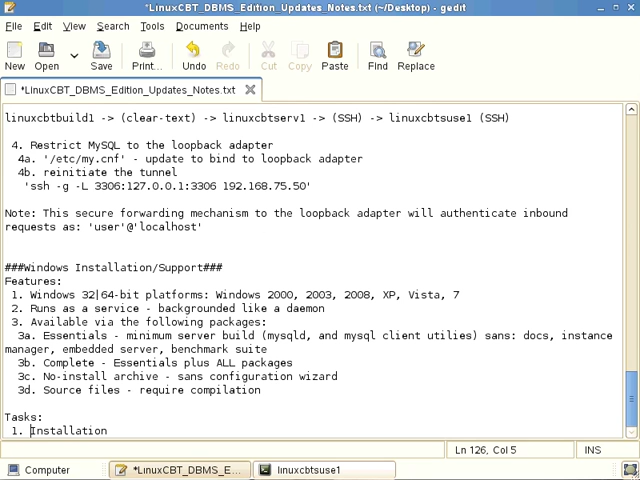 *LinuxCBT_DBMS_Edition_Updates_Notes.txt (~/Desktop) - gedit
File Edit View Search Tools Documents Help
New Open Save Print... Undo Redo Cut Copy Paste Find Replace
*LinuxCBT_DBMS_Edition_Updates_Notes.txt
linuxcbtbuild1 -> (clear-text) -> linuxcbtserv1 -> (SSH) -> linuxcbtsuse1 (SSH)
4. Restrict MySQL to the loopback adapter
4a. '/etc/my.cnf' - update to bind to loopback adapter
4b. reinitiate the tunnel
'ssh -g -L 3306:127.0.0.1:3306 192.168.75.50'
Note: This secure forwarding mechanism to the loopback adapter will authenticate inbound
requests as: 'user'@'localhost'
###Windows Installation/Support###
Features:
1. Windows 32|64-bit platforms: Windows 2000, 2003, 2008, XP, Vista, 7
2. Runs as a service - backgrounded like a daemon
3. Available via the following packages:
3a. Essentials - minimum server build (mysqld, and mysql client utilies) sans: docs, instance
manager, embedded server, benchmark suite
3b. Complete - Essentials plus ALL packages
3c. No-install archive - sans configuration wizard
3d. Source files - require compilation
Tasks:
1. Installation
Ln 126, Col 5 INS
Computer *LinuxCBT_DBMS_E... linuxcbtsuse1